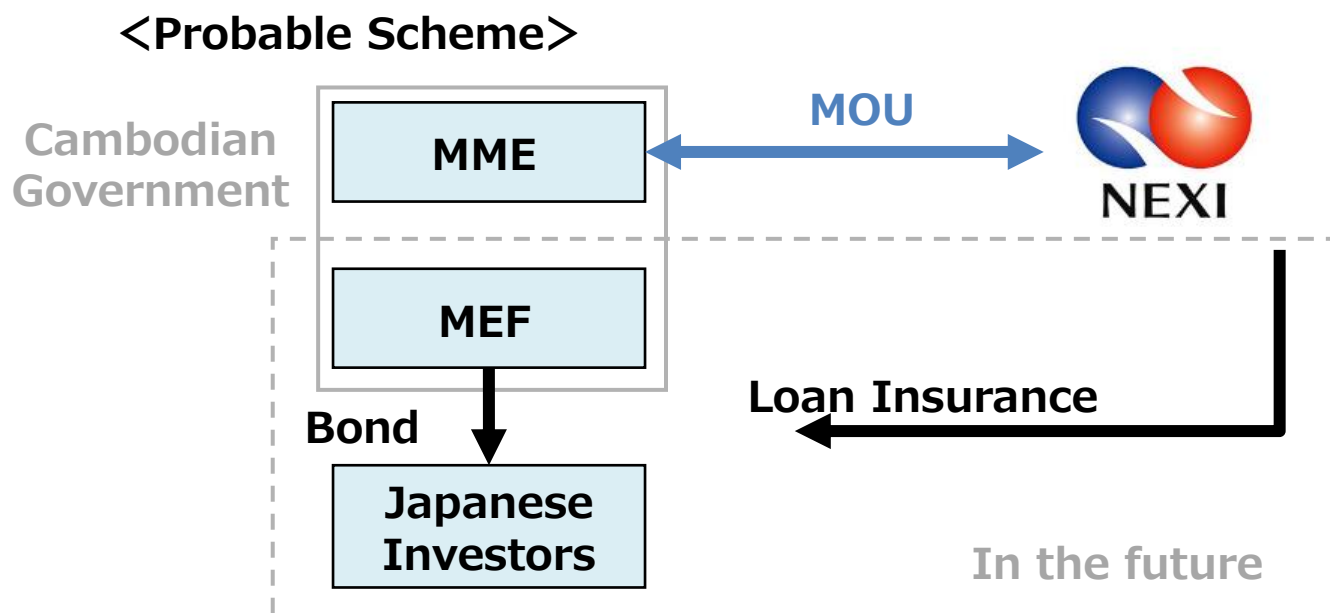 <Probable Scheme>
Cambodian
Government
MME
MOU
NEXI
MEF
Bond
Loan Insurance
Japanese
Investors
In the future